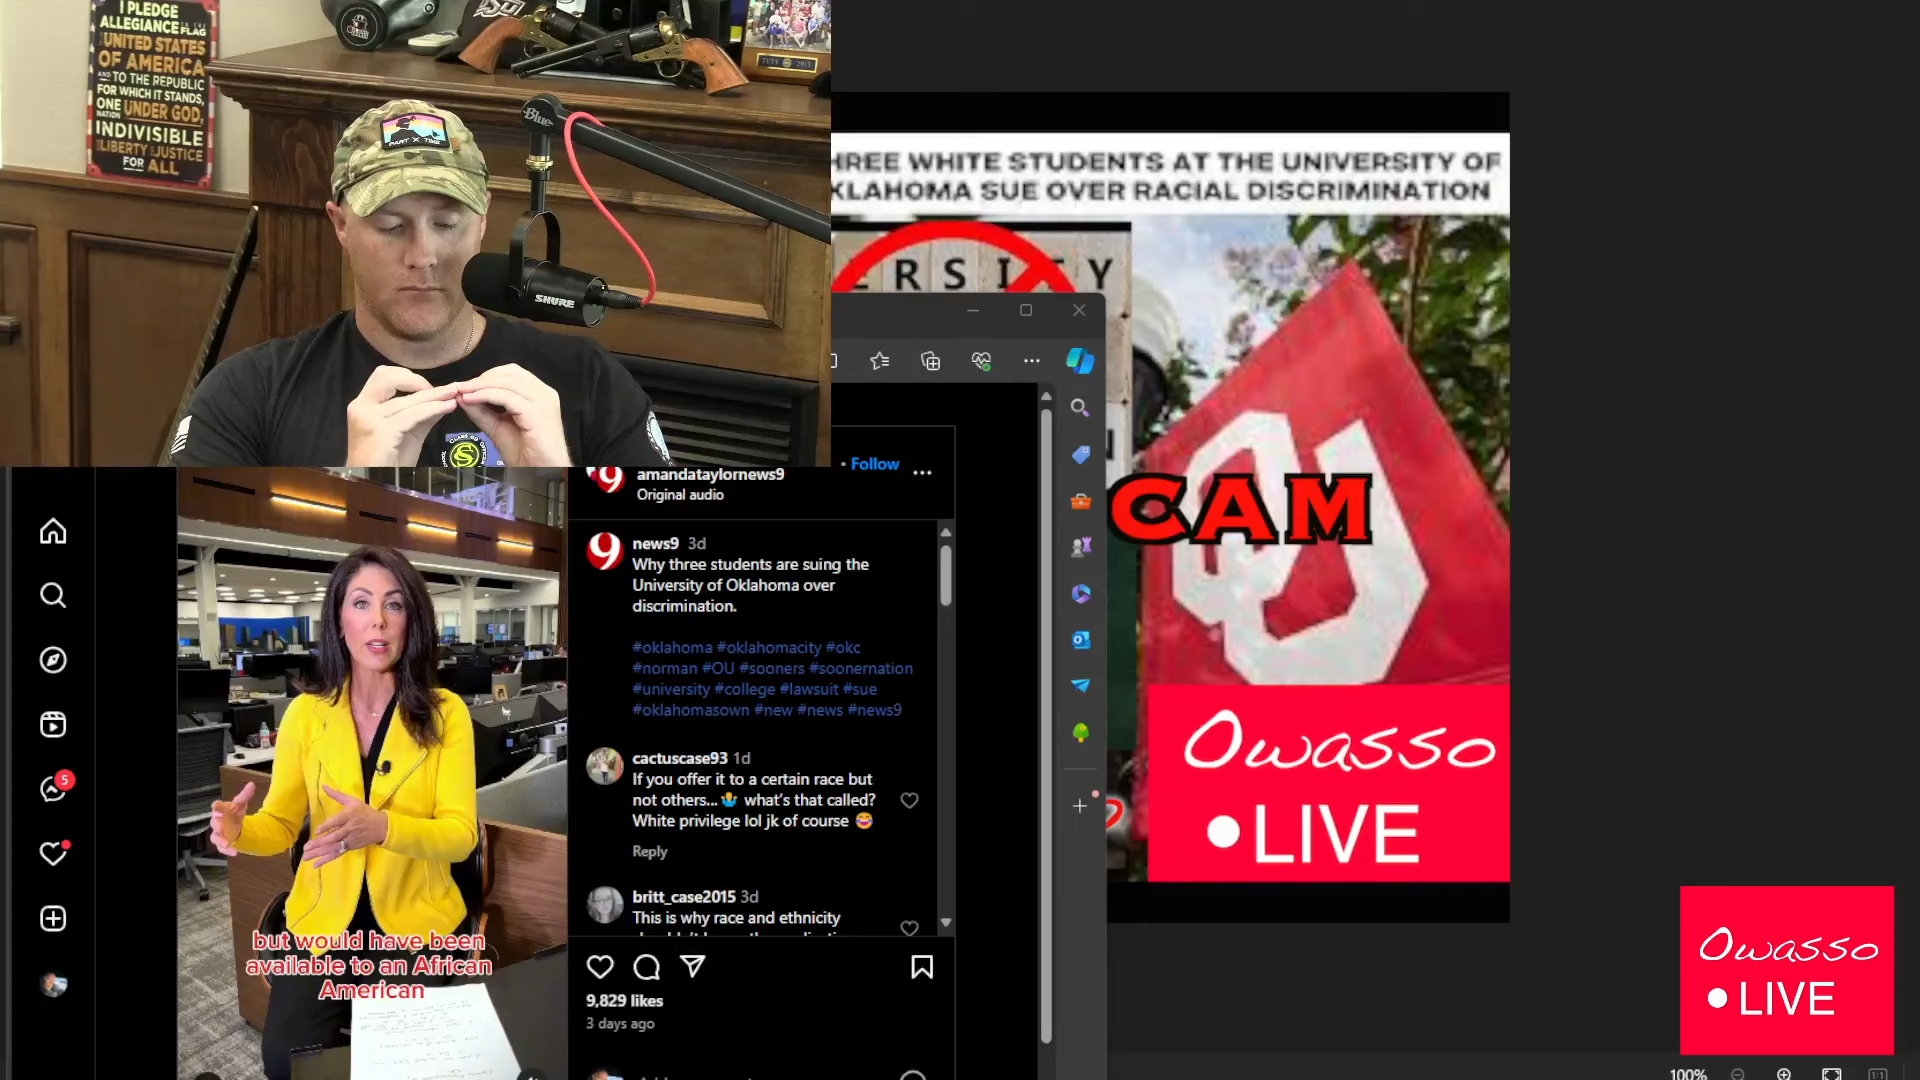 I PLEDGE
ALLEGIANCE
FLAG
UNITED STATES
OF AMERICA
AND TO THE REPUBLIC
FOR WHICH IT STANDS,
ONE NATION UNDER GOD,
INDIVISIBLE
LIBERTY & JUSTICE
FOR ALL
PART X TIME
Blue
SHURE
HREE WHITE STUDENTS AT THE UNIVERSITY OF
KLAHOMA SUE OVER RACIAL DISCRIMINATION
ERSITY
CAM
Owasso
LIVE
amandataylornews9
Follow
Original audio
news9 3d
Why three students are suing the
University of Oklahoma over
discrimination.
#oklahoma #oklahomacity #okc
#norman #OU #sooners #soonernation
#university #college #lawsuit #sue
#oklahomasown #new #news #news9
cactuscase93 1d
If you offer it to a certain race but
not others... 🤷 what's that called?
White privilege lol jk of course 😂
Reply
britt_case2015 3d
This is why race and ethnicity
9,829 likes
3 days ago
5
but would have been
available to an African
American
Owasso
LIVE
100%